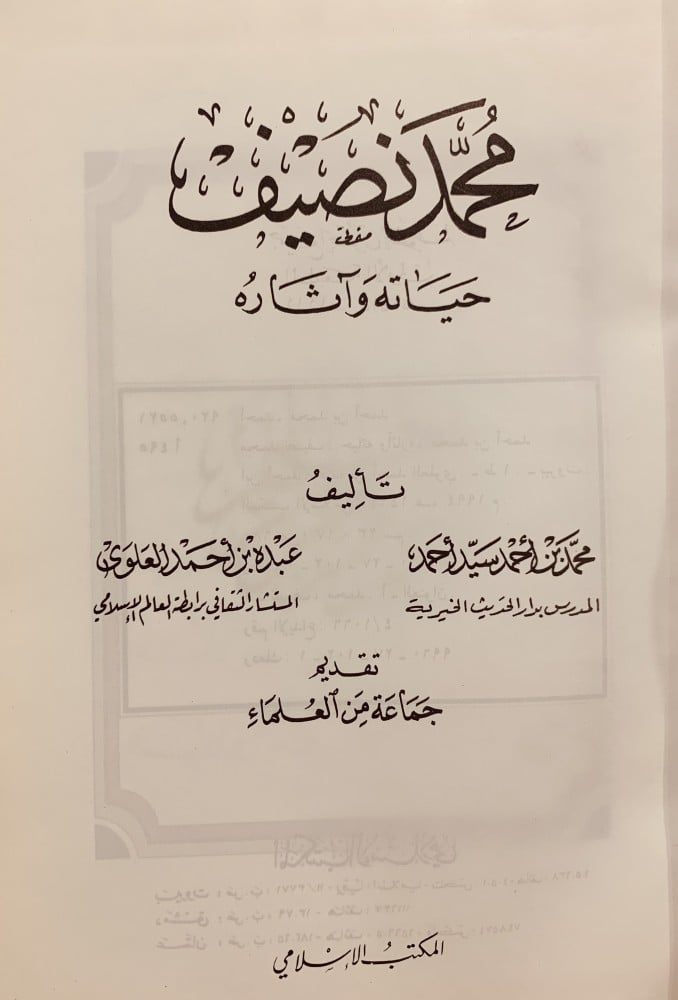 محمد نصيف
حياته وآثاره
تأليف
محمد بن أحمد سيد أحمد
المدرس بدار الحديث الخيرية
عبده بن أحمد العلوي
المستشار الثقافي برابطة العالم الإسلامي
تقديم
جماعة من العلماء
المكتب الإسلامي